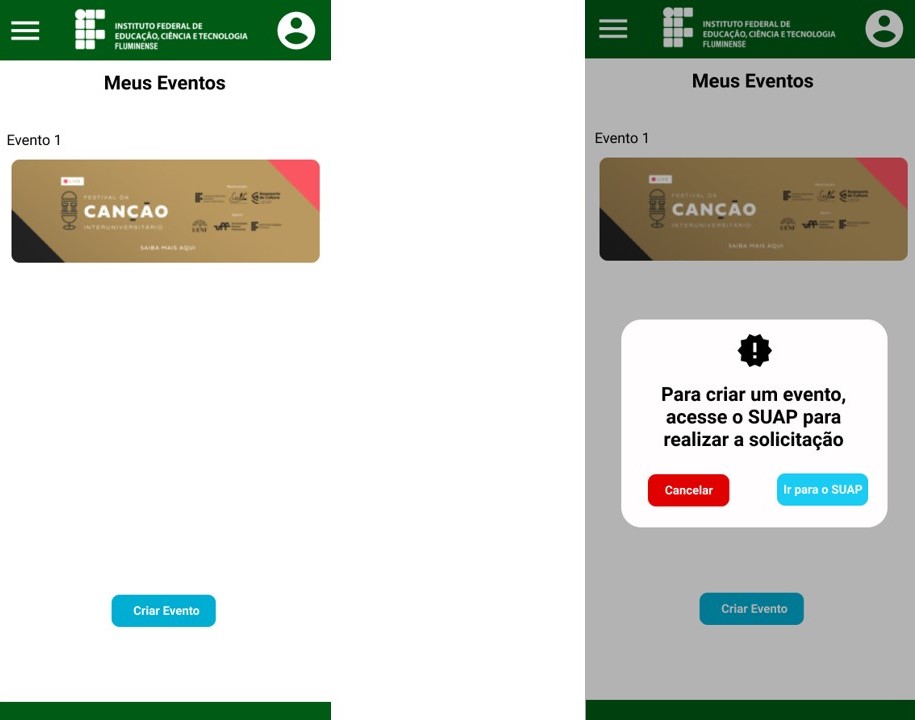 INSTITUTO FEDERAL DE
EDUCAÇÃO, CIÊNCIA E TECNOLOGIA
FLUMINENSE
Meus Eventos
Evento 1
LIVE
FESTIVAL DA
CANÇÃO
INTERUNIVERSITÁRIO
SAIBA MAIS AQUI
Criar Evento
INSTITUTO FEDERAL DE
EDUCAÇÃO, CIÊNCIA E TECNOLOGIA
FLUMINENSE
Meus Eventos
Evento 1
LIVE
FESTIVAL DA
CANÇÃO
INTERUNIVERSITÁRIO
SAIBA MAIS AQUI
!
Para criar um evento,
acesse o SUAP para
realizar a solicitação
Cancelar
Ir para o SUAP
Criar Evento